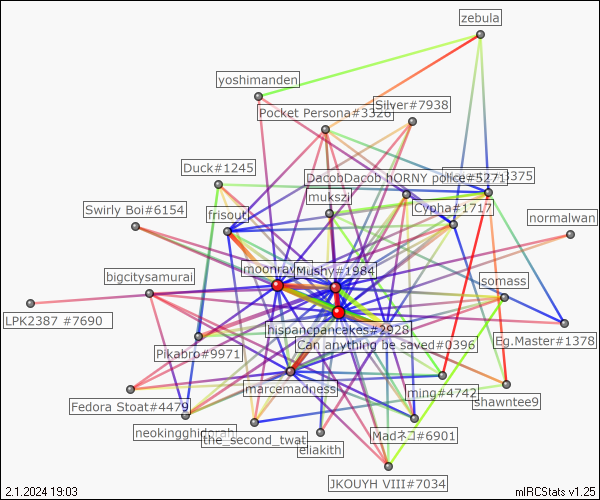 zebula
yoshimanden
Silver#7938
Pocket Persona#3326
Duck#1245
3375
DacobDacob hORNY police#5271
mukszi
Swirly Boi#6154
Cypha#1717
frisout
normalwan
moonray
Mushy#1984
bigcitysamurai
somass
LPK2387 #7690
hispancpancakes#2928
Eg.Master#1378
Can anything be saved#0396
Pikabro#9971
marcemadness
ming#4742
shawntee9
Fedora Stoat#4479
neokingghidorah!
the_second_twat
Madネコ#6901
eliakith
JKOUYH VIII#7034
2.1.2024 19:03
mIRCStats v1.25